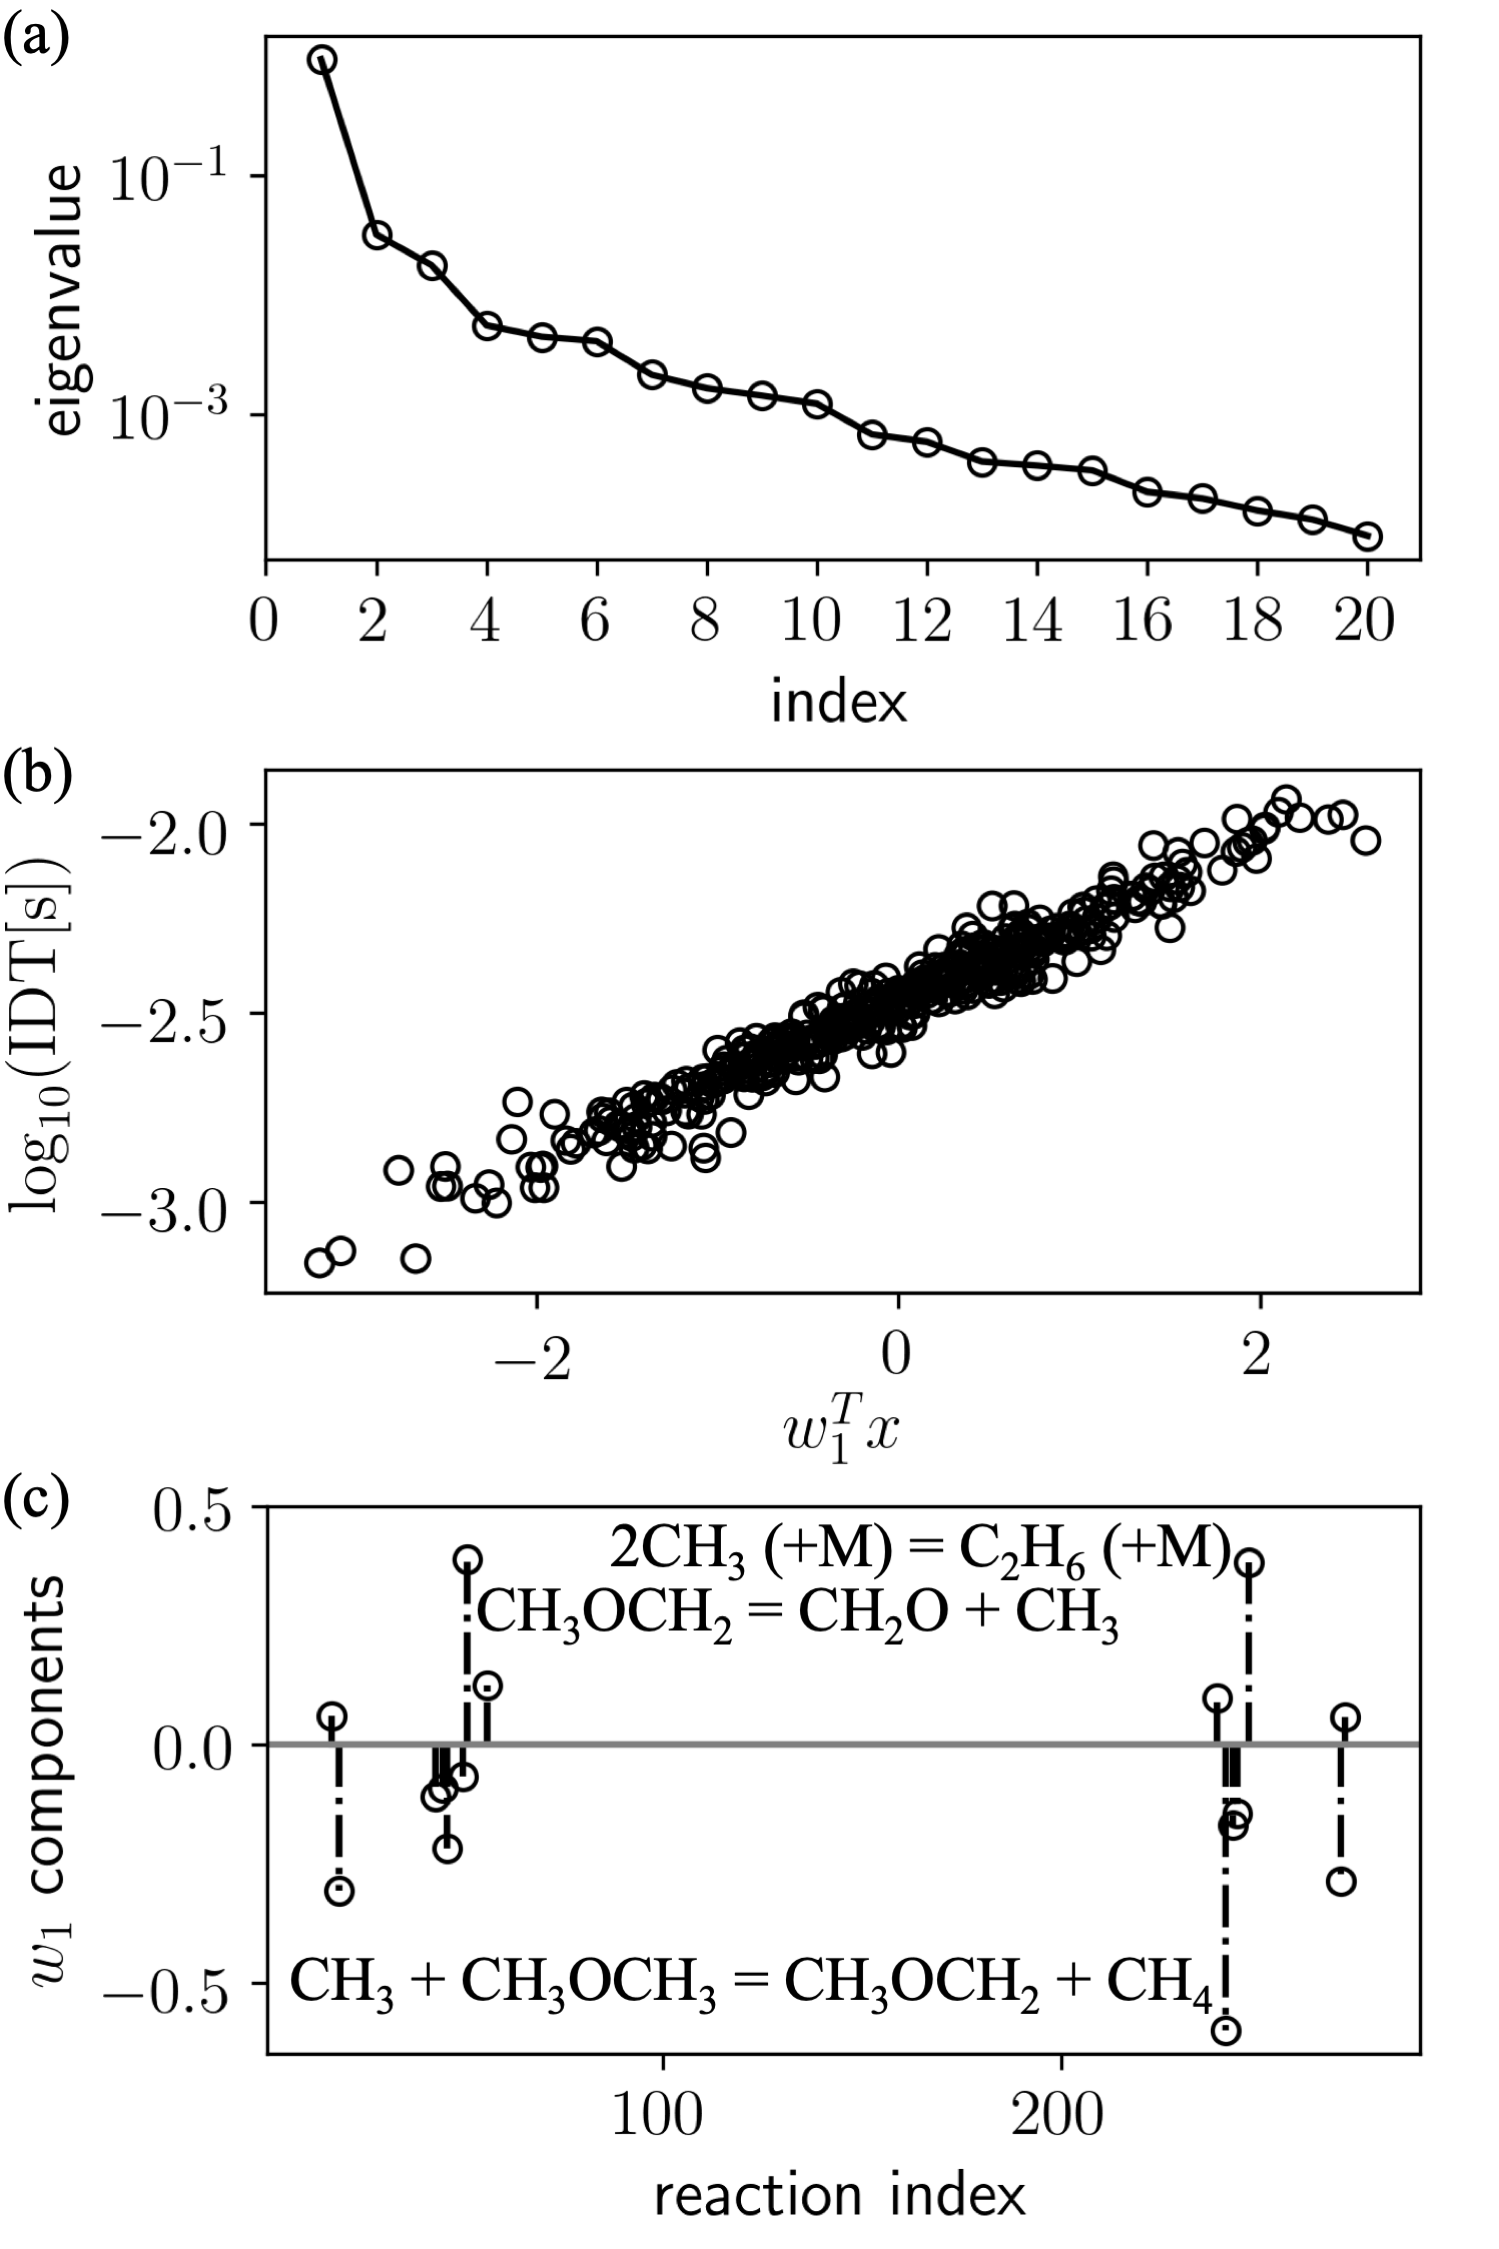 (a)
10⁻¹
10⁻³
eigenvalue
0 2 4 6 8 10 12 14 16 18 20
index
(b)
−2.0
−2.5
−3.0
log₁₀(IDT[s])
−2 0 2
w₁ᵀx
(c)
0.5
0.0
−0.5
w₁ components
2CH₃ (+M) = C₂H₆ (+M)
CH₃OCH₂ = CH₂O + CH₃
CH₃ + CH₃OCH₃ = CH₃OCH₂ + CH₄
100 200
reaction index